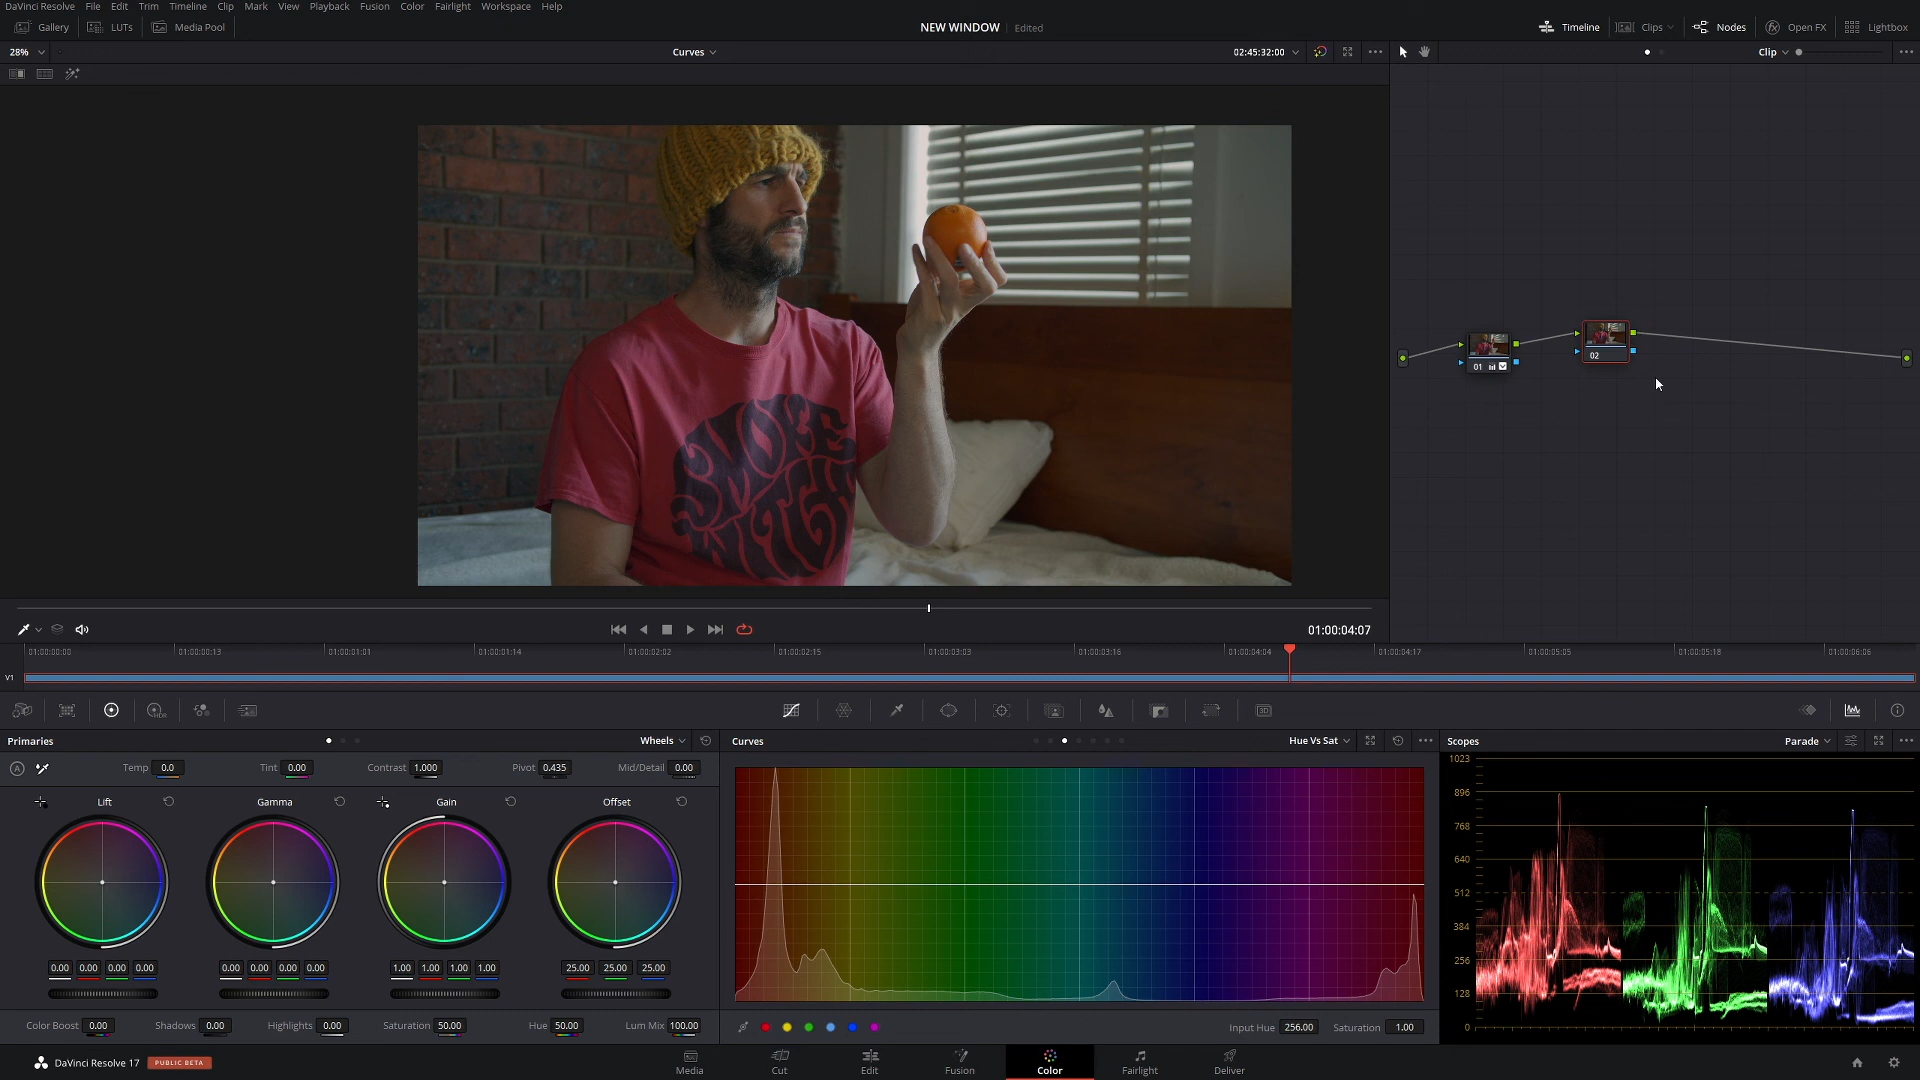 DaVinci Resolve File Edit Trim Timeline Clip Mark View Playback Fusion Color Fairlight Workspace Help
Gallery LUTs Media Pool NEW WINDOW Edited Timeline Clips Nodes Open FX Lightbox
28% Curves 02:45:32:00 Clip
SMOKE
WITCH
01
02
01:00:04:07
01:00:00:00 01:00:00:13 01:00:01:01 01:00:01:14 01:00:02:02 01:00:02:15 01:00:03:03 01:00:03:16 01:00:04:04 01:00:04:17 01:00:05:05 01:00:05:18 01:00:06:06
V1
HDR
3D
Primaries Wheels Curves Hue Vs Sat Scopes Parade
A Temp 0.0 Tint 0.00 Contrast 1.000 Pivot 0.435 Mid/Detail 0.00
Lift Gamma Gain Offset
0.00 0.00 0.00 0.00 0.00 0.00 0.00 0.00 1.00 1.00 1.00 1.00 25.00 25.00 25.00
Color Boost 0.00 Shadows 0.00 Highlights 0.00 Saturation 50.00 Hue 50.00 Lum Mix 100.00
Input Hue 256.00 Saturation 1.00
1023
896
768
640
512
384
256
128
0
DaVinci Resolve 17 PUBLIC BETA Media Cut Edit Fusion Color Fairlight Deliver